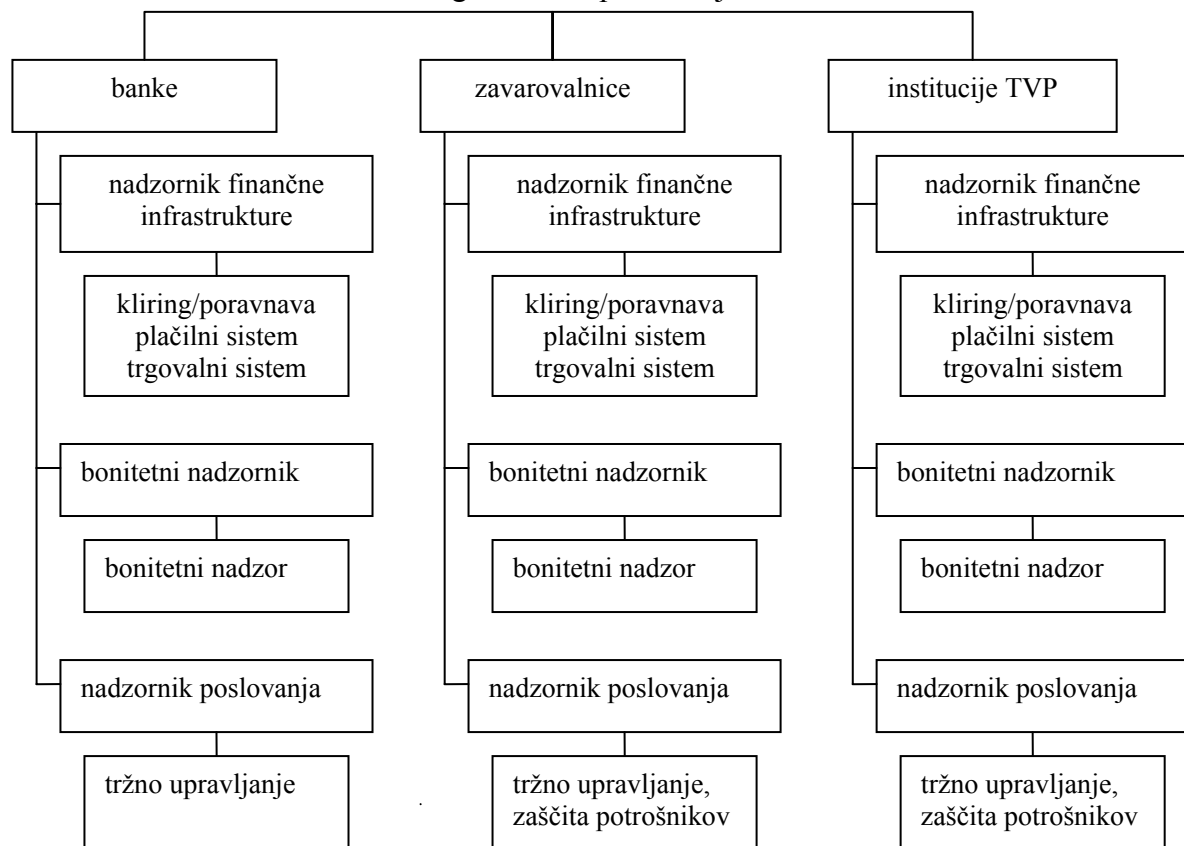 banke
zavarovalnice
institucije TVP
nadzornik finančne
infrastrukture
nadzornik finančne
infrastrukture
nadzornik finančne
infrastrukture
kliring/poravnava
plačilni sistem
trgovalni sistem
kliring/poravnava
plačilni sistem
trgovalni sistem
kliring/poravnava
plačilni sistem
trgovalni sistem
bonitetni nadzornik
bonitetni nadzornik
bonitetni nadzornik
bonitetni nadzor
bonitetni nadzor
bonitetni nadzor
nadzornik poslovanja
nadzornik poslovanja
nadzornik poslovanja
tržno upravljanje
tržno upravljanje,
zaščita potrošnikov
tržno upravljanje,
zaščita potrošnikov